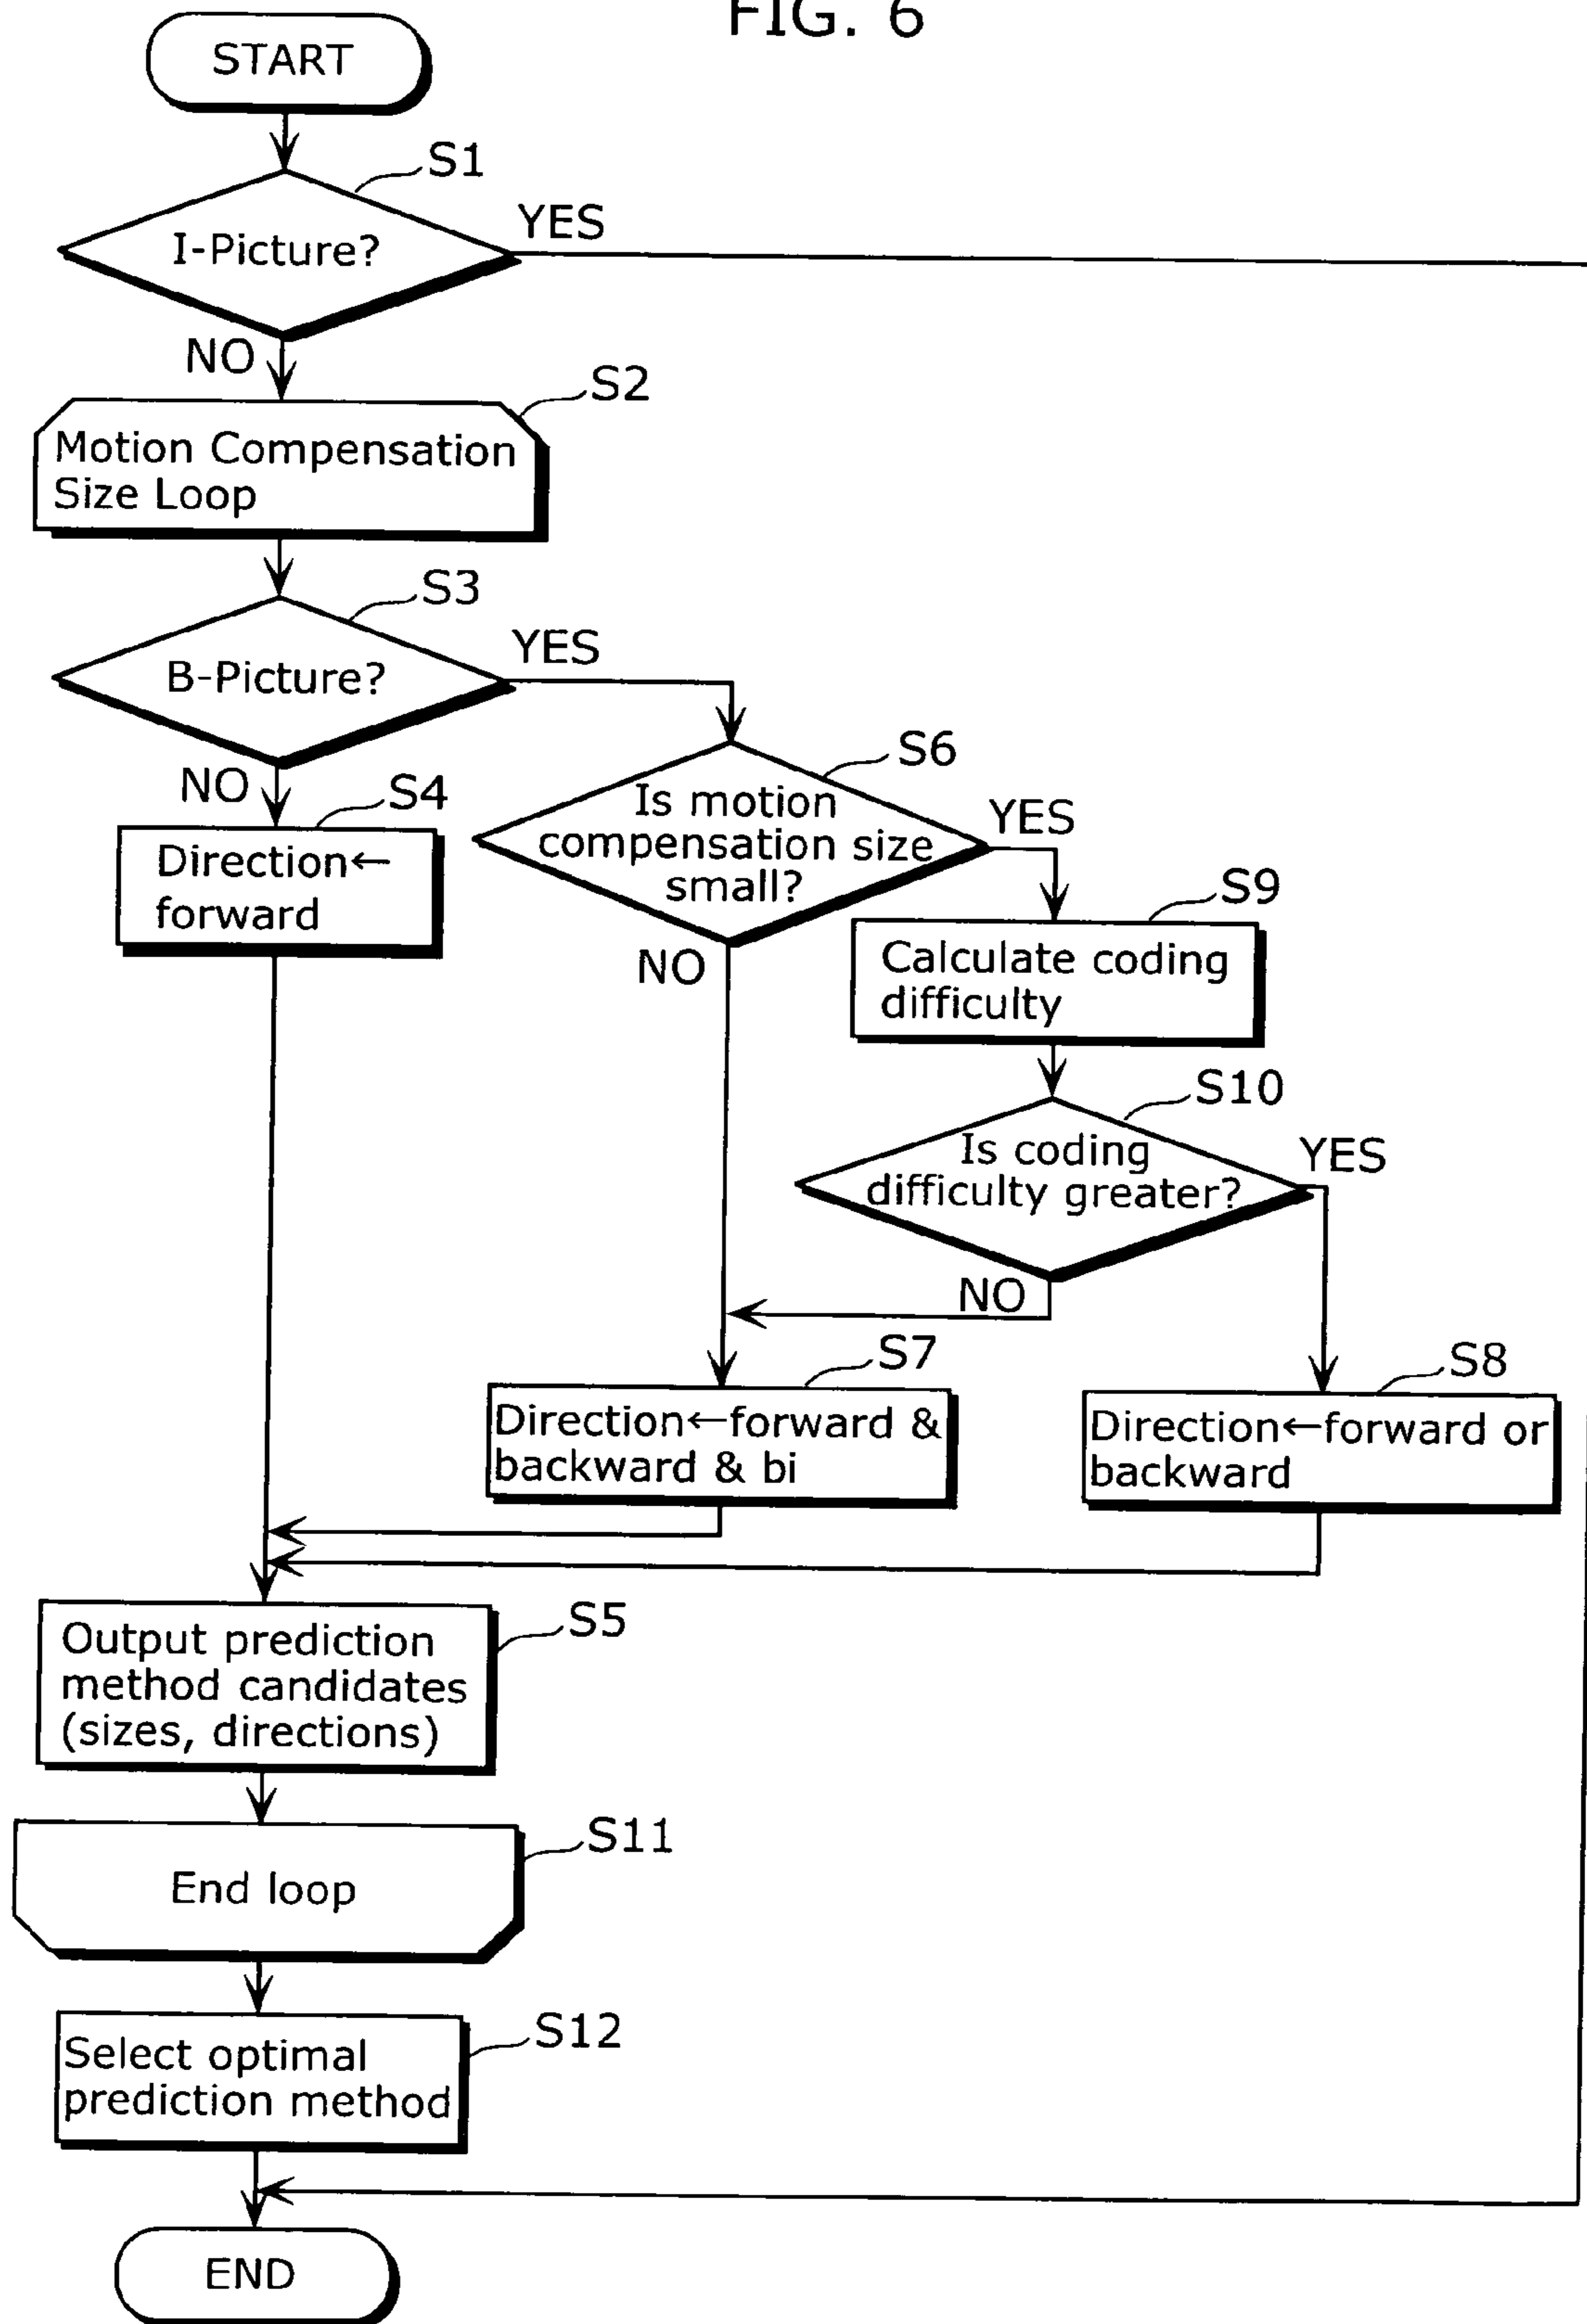 FIG. 6
START
S1
I-Picture?
YES
NO
S2
Motion Compensation
Size Loop
S3
B-Picture?
YES
NO
S4
Direction←
forward
S6
Is motion
compensation size
small?
YES
NO
S9
Calculate coding
difficulty
S10
Is coding
difficulty greater?
YES
NO
S7
Direction←forward &
backward & bi
S8
Direction←forward or
backward
S5
Output prediction
method candidates
(sizes, directions)
S11
End loop
S12
Select optimal
prediction method
END